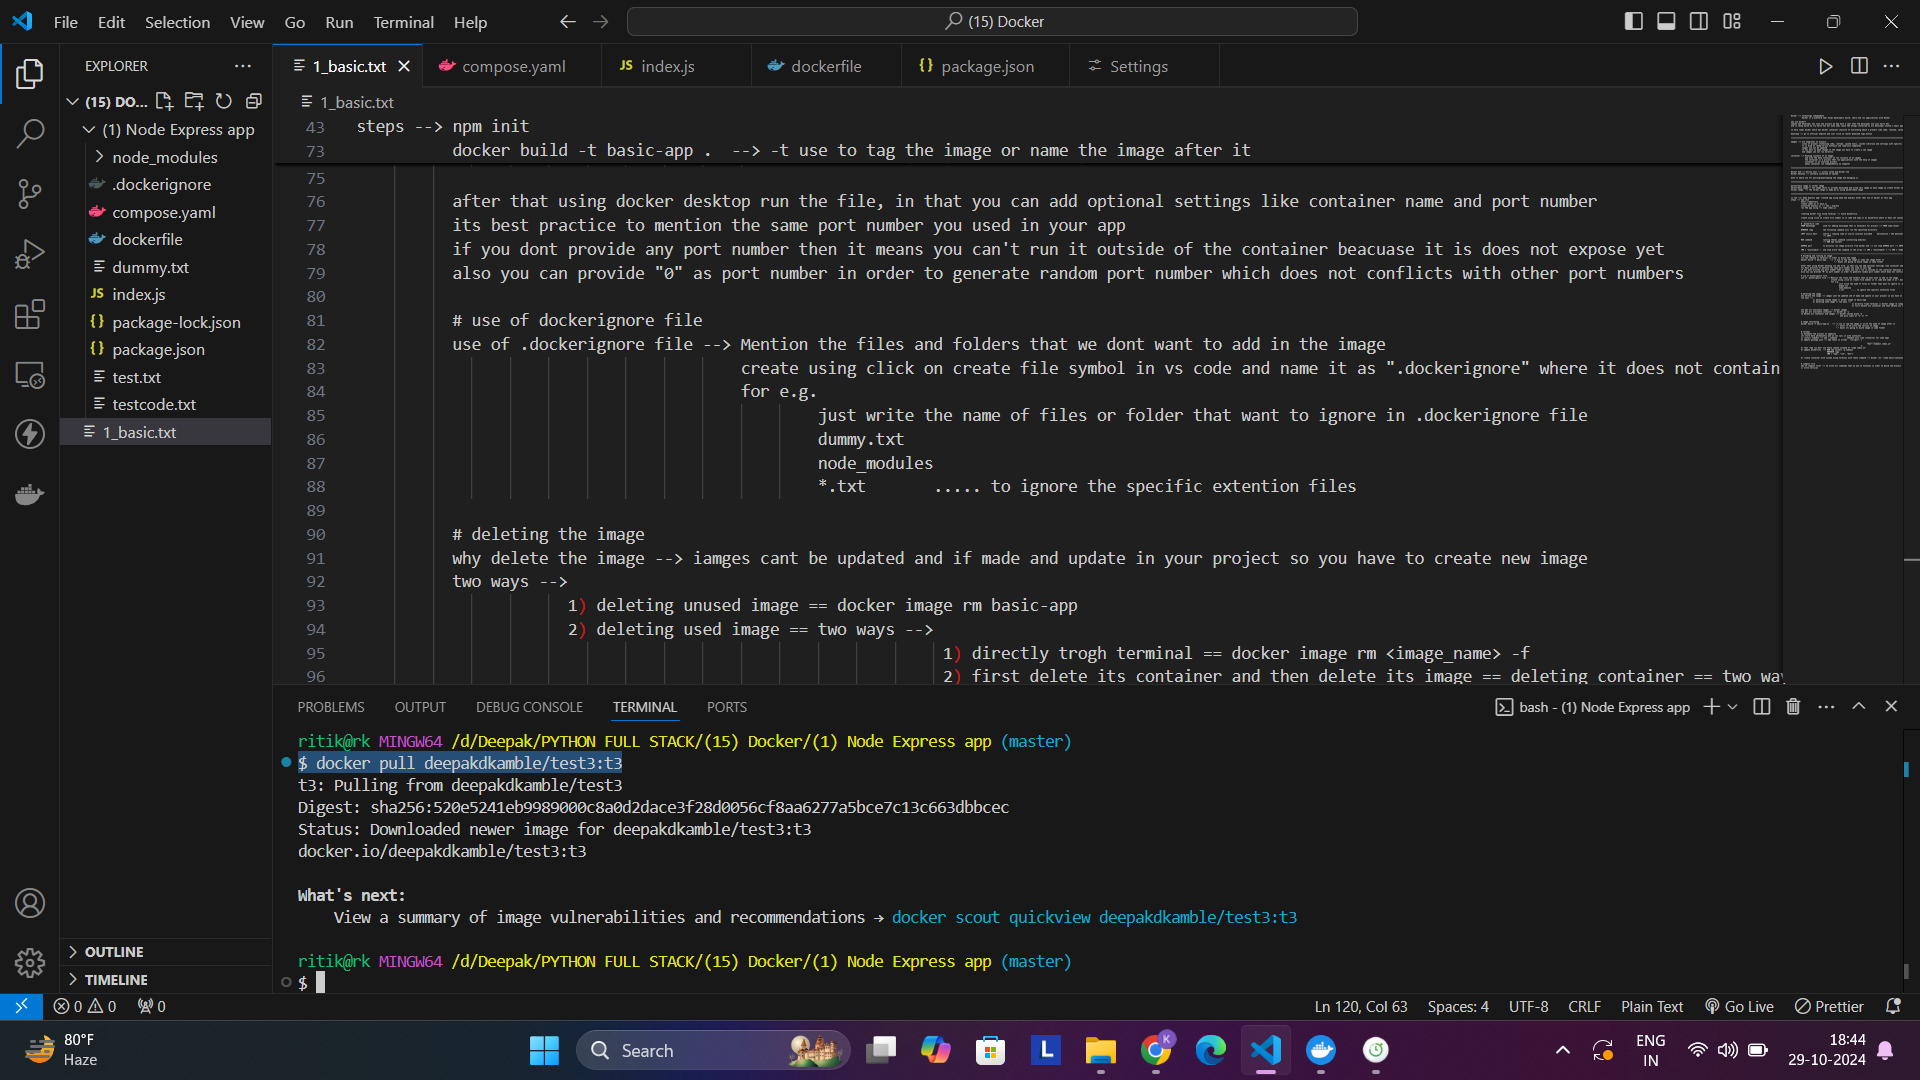 File Edit Selection View Go Run Terminal Help
(15) Docker
EXPLORER
(15) DO...
(1) Node Express app
node_modules
.dockerignore
compose.yaml
dockerfile
dummy.txt
JS index.js
{} package-lock.json
{} package.json
test.txt
testcode.txt
1_basic.txt
OUTLINE
TIMELINE
1_basic.txt compose.yaml JS index.js dockerfile {} package.json Settings
1_basic.txt
43 steps --> npm init
73 docker build -t basic-app . --> -t use to tag the image or name the image after it
75
76 after that using docker desktop run the file, in that you can add optional settings like container name and port number
77 its best practice to mention the same port number you used in your app
78 if you dont provide any port number then it means you can't run it outside of the container beacuase it is does not expose yet
79 also you can provide "0" as port number in order to generate random port number which does not conflicts with other port numbers
80
81 # use of dockerignore file
82 use of .dockerignore file --> Mention the files and folders that we dont want to add in the image
83 create using click on create file symbol in vs code and name it as ".dockerignore" where it does not contain
84 for e.g.
85 just write the name of files or folder that want to ignore in .dockerignore file
86 dummy.txt
87 node_modules
88 *.txt ..... to ignore the specific extention files
89
90 # deleting the image
91 why delete the image --> iamges cant be updated and if made and update in your project so you have to create new image
92 two ways -->
93 1) deleting unused image == docker image rm basic-app
94 2) deleting used image == two ways -->
95 1) directly trogh terminal == docker image rm <image_name> -f
96 2) first delete its container and then delete its image == deleting container == two way
PROBLEMS OUTPUT DEBUG CONSOLE TERMINAL PORTS
bash - (1) Node Express app
ritik@rk MINGW64 /d/Deepak/PYTHON FULL STACK/(15) Docker/(1) Node Express app (master)
$ docker pull deepakdkamble/test3:t3
t3: Pulling from deepakdkamble/test3
Digest: sha256:520e5241eb9989000c8a0d2dace3f28d0056cf8aa6277a5bce7c13c663dbbcec
Status: Downloaded newer image for deepakdkamble/test3:t3
docker.io/deepakdkamble/test3:t3
What's next:
View a summary of image vulnerabilities and recommendations → docker scout quickview deepakdkamble/test3:t3
ritik@rk MINGW64 /d/Deepak/PYTHON FULL STACK/(15) Docker/(1) Node Express app (master)
$
0 0 0
Ln 120, Col 63 Spaces: 4 UTF-8 CRLF Plain Text Go Live Prettier
80°F
Haze
Search
L
K
ENG
IN
18:44
29-10-2024